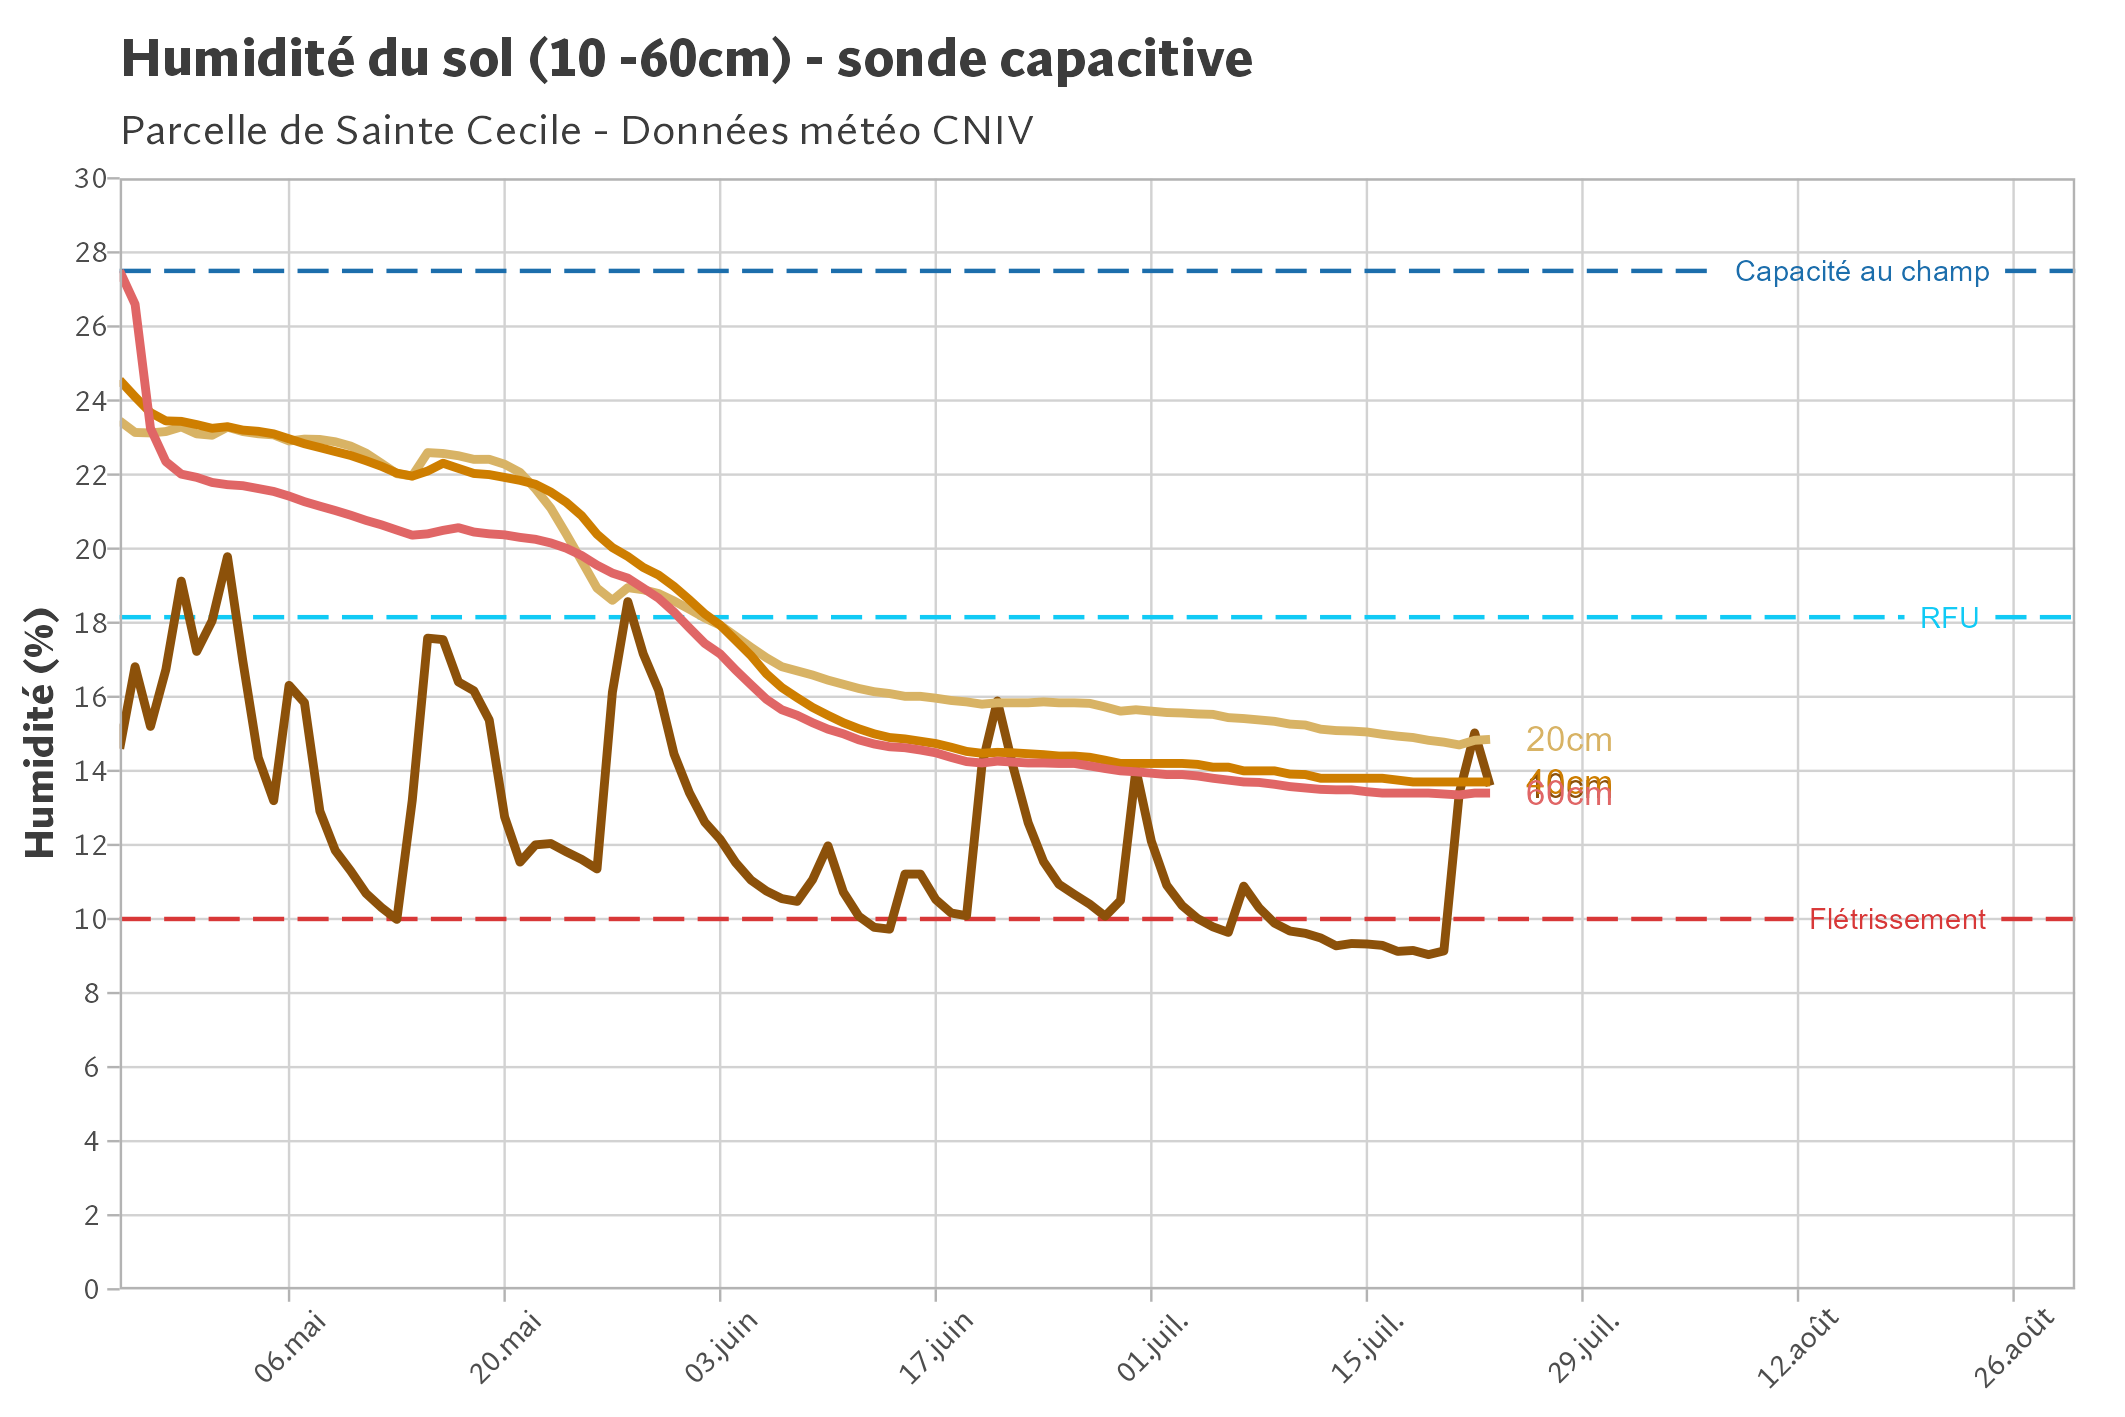 Humidité du sol (10 -60cm) - sonde capacitive
Parcelle de Sainte Cecile - Données météo CNIV
Humidité (%)
30
28
26
24
22
20
18
16
14
12
10
8
6
4
2
0
Capacité au champ
RFU
20cm
40cm
60cm
Flétrissement
06.mai
20.mai
03.juin
17.juin
01.juil.
15.juil.
29.juil.
12.août
26.août